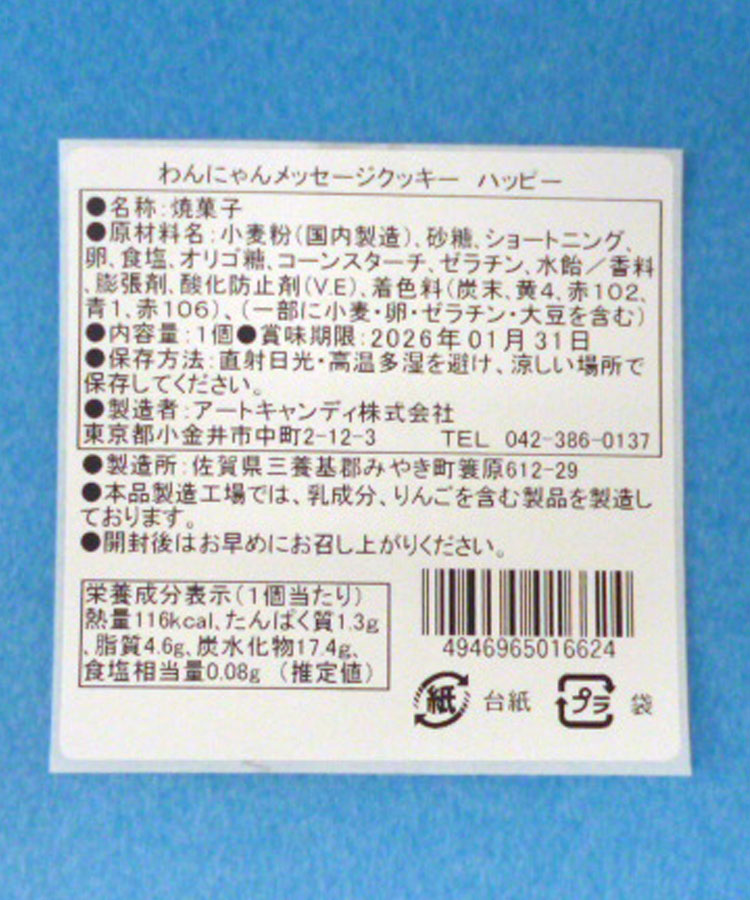 わんにゃんメッセージクッキー ハッピー
●名称:焼菓子
●原材料名:小麦粉(国内製造)、砂糖、ショートニング、
卵、食塩、オリゴ糖、コーンスターチ、ゼラチン、水飴／香料
、膨張剤、酸化防止剤(V.E)、着色料(炭末、黄4、赤102、
青1、赤106)、(一部に小麦・卵・ゼラチン・大豆を含む)
●内容量:1個●賞味期限:2026年01月31日
●保存方法:直射日光・高温多湿を避け、涼しい場所で
保存してください。
●製造者:アートキャンディ株式会社
東京都小金井市中町2-12-3 TEL 042-386-0137
●製造所:佐賀県三養基郡みやき町簑原612-29
●本品製造工場では、乳成分、りんごを含む製品を製造し
ております。
●開封後はお早めにお召し上がりください。
栄養成分表示(1個当たり)
熱量116kcal、たんぱく質1.3g
、脂質4.6g、炭水化物17.4g、
食塩相当量0.08g (推定値)
4946965016624
紙 台紙 プラ 袋